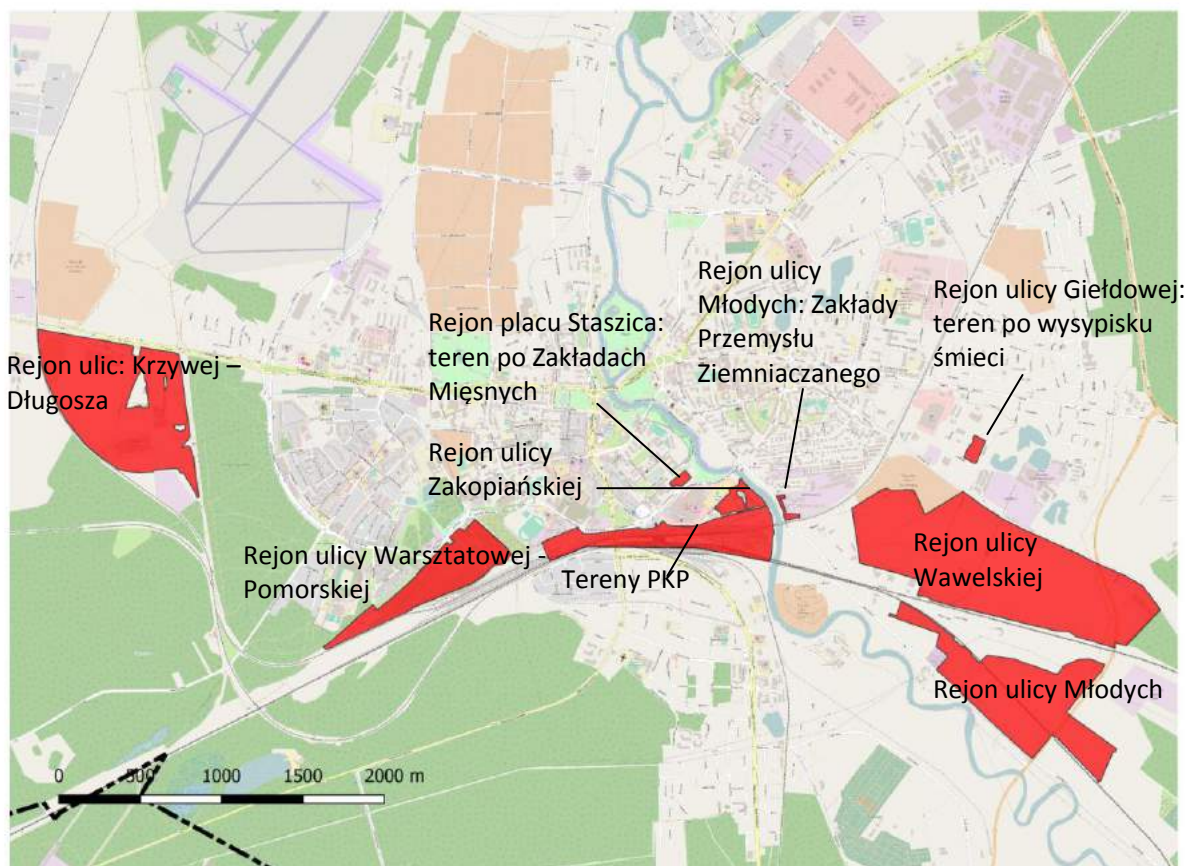 Rejon ulicy
Młodych: Zakłady
Przemysłu
Ziemniaczanego
Rejon ulicy Giełdowej:
teren po wysypisku
śmieci
Rejon placu Staszica:
teren po Zakładach
Mięsnych
Rejon ulic: Krzywej –
Długosza
Rejon ulicy
Zakopiańskiej
Rejon ulicy Warsztatowej -
Pomorskiej
Tereny PKP
Rejon ulicy
Wawelskiej
Rejon ulicy Młodych
0 500 1000 1500 2000 m